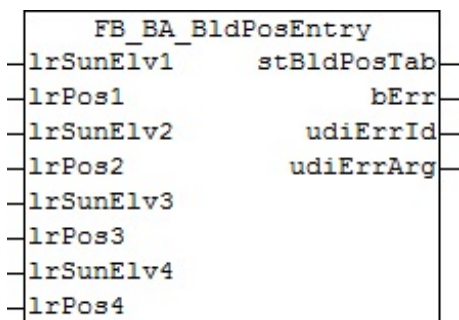 FB_BA_BldPosEntry
lrSunElv1 stBldPosTab
lrPos1 bErr
lrSunElv2 udiErrId
lrPos2 udiErrArg
lrSunElv3
lrPos3
lrSunElv4
lrPos4